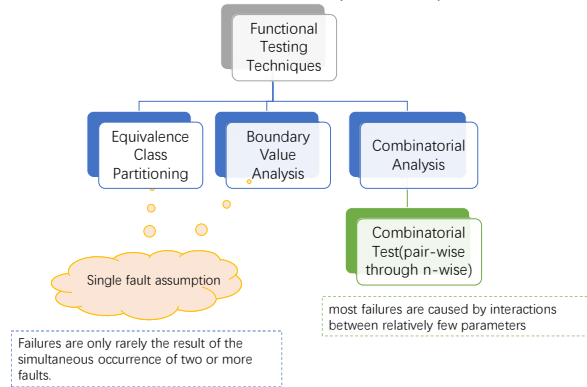 Functional
Testing
Techniques
Equivalence
Class
Partitioning
Boundary
Value
Analysis
Combinatorial
Analysis
Combinatorial
Test(pair-wise
through n-wise)
Single fault assumption
most failures are caused by interactions
between relatively few parameters
Failures are only rarely the result of the
simultaneous occurrence of two or more
faults.